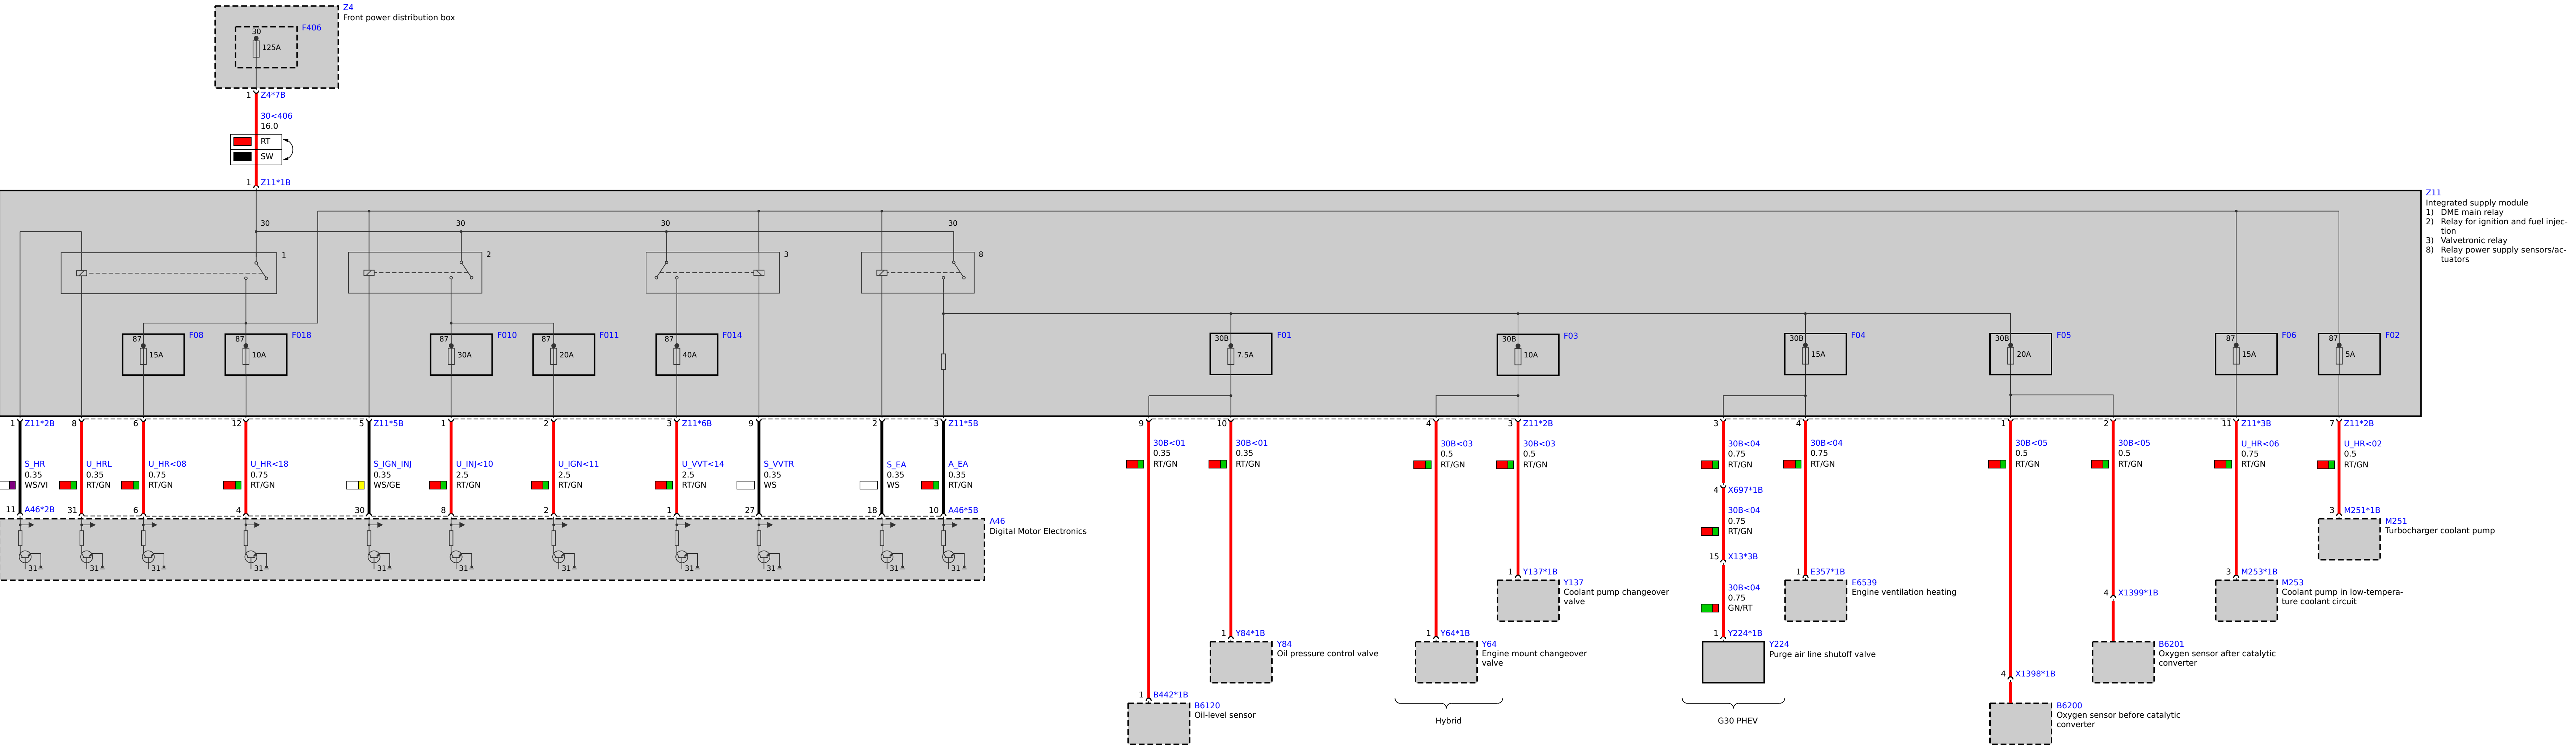 Z4
Front power distribution box
F406
30
125A
1 Z4*7B
30<406
16.0
RT
SW
1 Z11*1B
Z11
Integrated supply module
1) DME main relay
2) Relay for ignition and fuel injec-
tion
3) Valvetronic relay
8) Relay power supply sensors/ac-
tuators
30 30 30 30
1 2 3 8
F08 F018 F010 F011 F014 F01 F03 F04 F05 F06 F02
87 87 87 87 87 30B 30B 30B 30B 87 87
15A 10A 30A 20A 40A 7.5A 10A 15A 20A 15A 5A
1 Z11*2B 8 6 12 5 Z11*5B 1 2 3 Z11*6B 9 2 3 Z11*5B 9 10 4 3 Z11*2B 3 4 1 2 11 Z11*3B 7 Z11*2B
30B<01 30B<01 30B<03 30B<03 30B<04 30B<04 30B<05 30B<05 U_HR<06 U_HR<02
0.35 0.35 0.5 0.5 0.75 0.75 0.5 0.5 0.75 0.5
RT/GN RT/GN RT/GN RT/GN RT/GN RT/GN RT/GN RT/GN RT/GN RT/GN
S_HR U_HRL U_HR<08 U_HR<18 S_IGN_INJ U_INJ<10 U_IGN<11 U_VVT<14 S_VVTR S_EA A_EA
0.35 0.35 0.75 0.75 0.35 2.5 2.5 2.5 0.35 0.35 0.35
WS/VI RT/GN RT/GN RT/GN WS/GE RT/GN RT/GN RT/GN WS WS RT/GN
4 X697*1B
11 A46*2B 31 6 4 30 8 2 1 27 18 10 A46*5B
30B<04
0.75
RT/GN
3 M251*1B
A46
Digital Motor Electronics
M251
Turbocharger coolant pump
15 X13*3B
31 31 31 31 31 31 31 31 31 31 31
1 Y137*1B
1 E357*1B
3 M253*1B
Y137
Coolant pump changeover
valve
E6539
Engine ventilation heating
M253
Coolant pump in low-tempera-
ture coolant circuit
30B<04
0.75
GN/RT
4 X1399*1B
1 Y84*1B
1 Y64*1B
1 Y224*1B
Y84
Oil pressure control valve
Y64
Engine mount changeover
valve
Y224
Purge air line shutoff valve
B6201
Oxygen sensor after catalytic
converter
4 X1398*1B
1 B442*1B
B6120
Oil-level sensor
B6200
Oxygen sensor before catalytic
converter
Hybrid
G30 PHEV